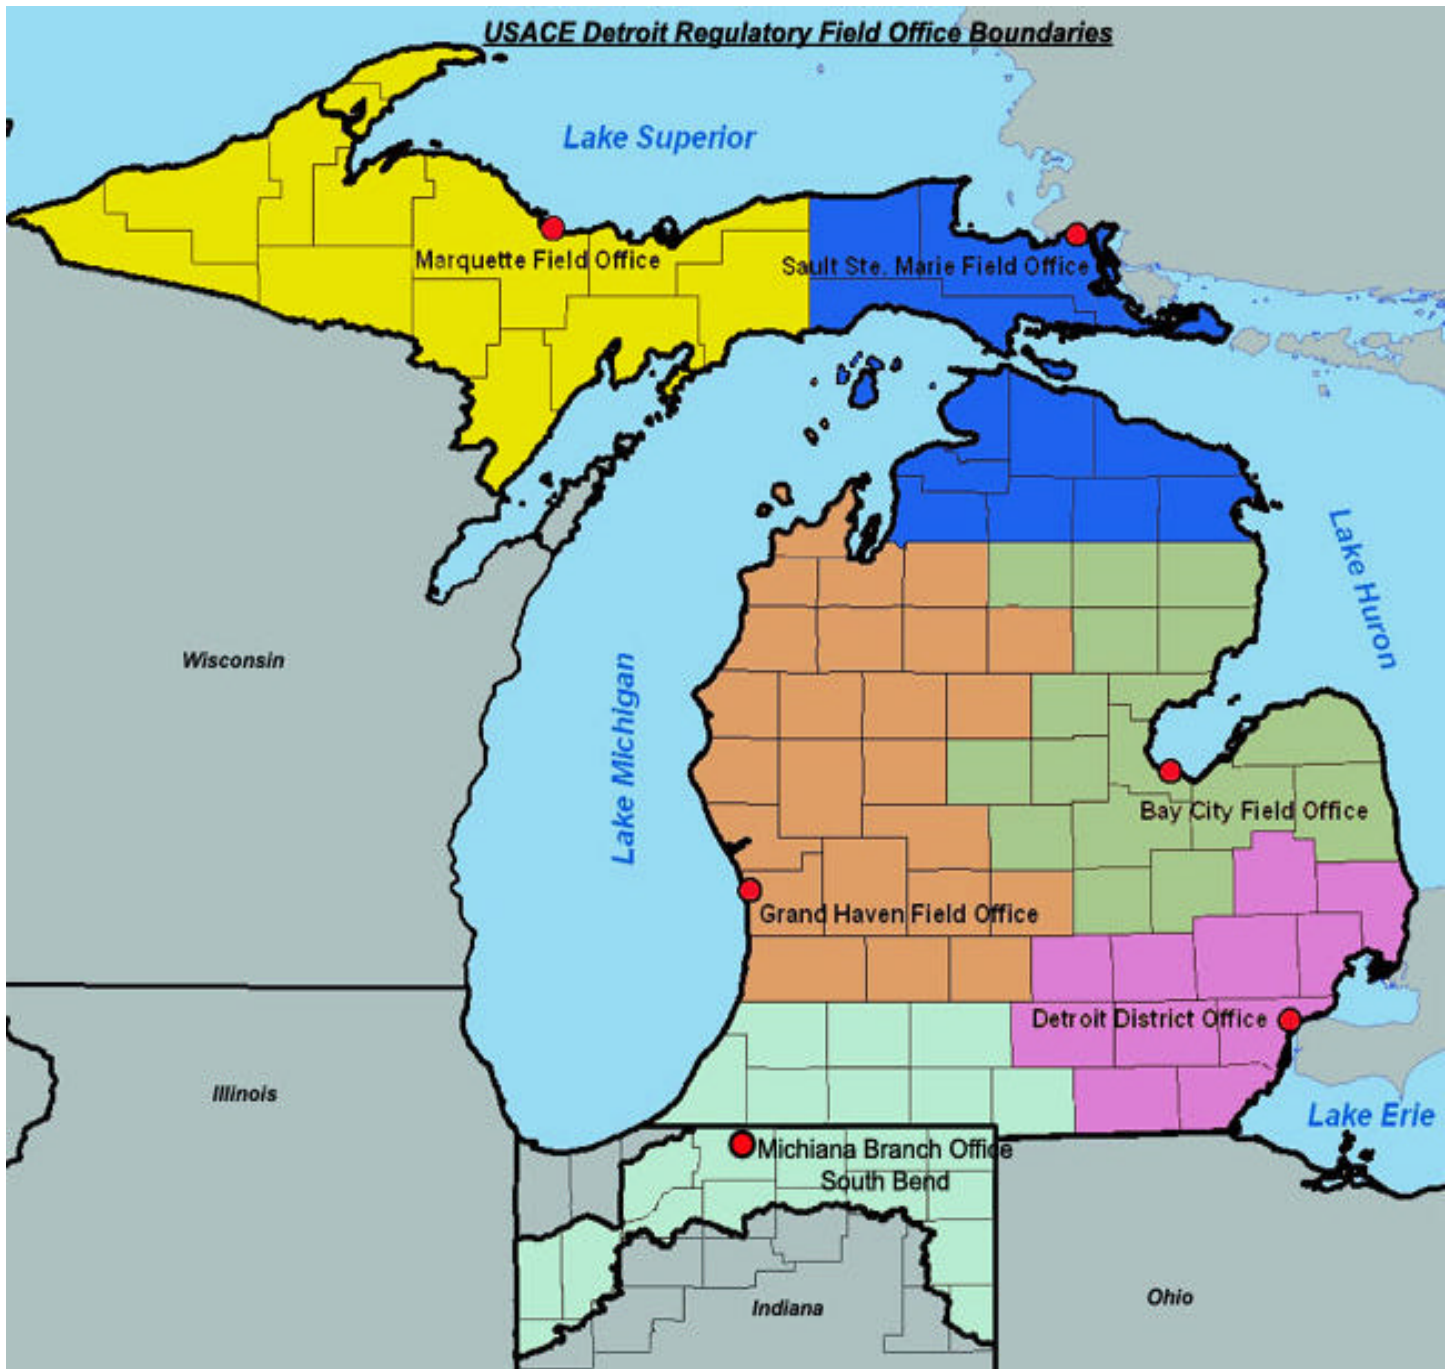 USACE Detroit Regulatory Field Office Boundaries
Lake Superior
Marquette Field Office
Sault Ste. Marie Field Office
Lake Huron
Wisconsin
Lake Michigan
Bay City Field Office
Grand Haven Field Office
Detroit District Office
Illinois
Lake Erie
Michiana Branch Office
South Bend
Ohio
Indiana